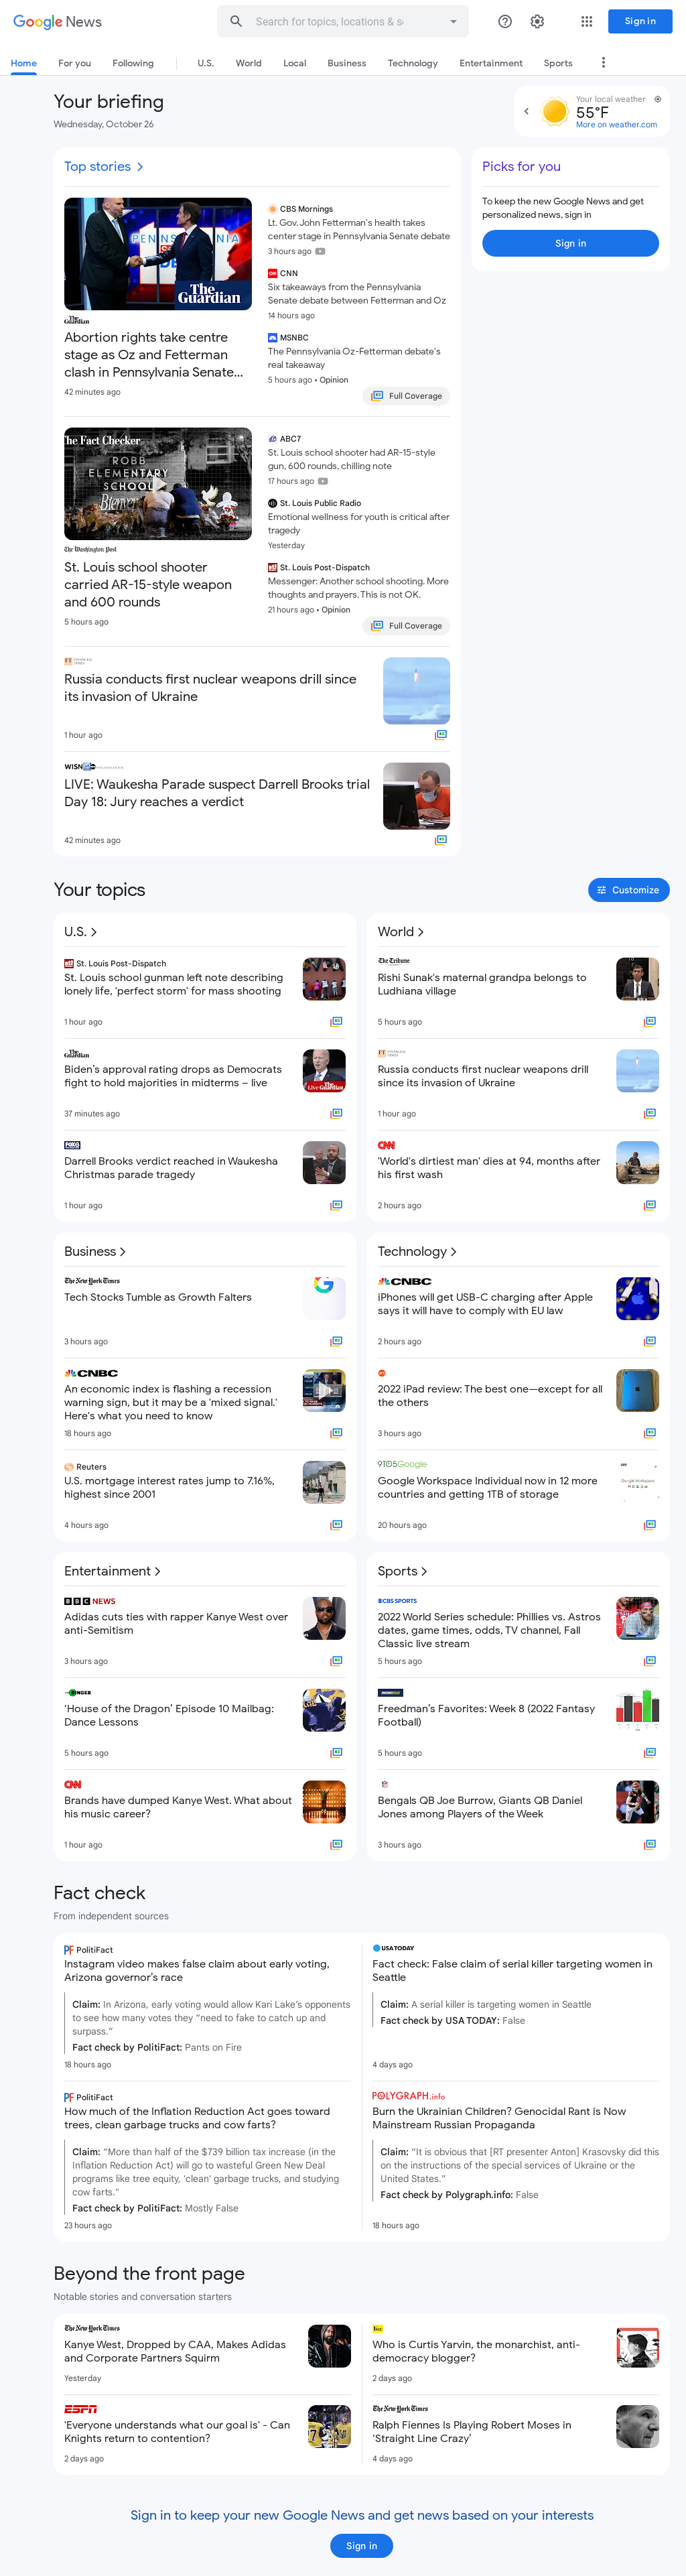 Google News
Search for topics, locations & so
Sign in
Home For you Following U.S. World Local Business Technology Entertainment Sports
Your briefing
Wednesday, October 26
Your local weather
55°F
More on weather.com
Top stories
PENNS
SENATE
The Guardian
The Guardian
Abortion rights take centre
stage as Oz and Fetterman
clash in Pennsylvania Senate...
42 minutes ago
CBS Mornings
Lt. Gov. John Fetterman's health takes
center stage in Pennsylvania Senate debate
3 hours ago
CNN
Six takeaways from the Pennsylvania
Senate debate between Fetterman and Oz
14 hours ago
MSNBC
The Pennsylvania Oz-Fetterman debate's
real takeaway
5 hours ago • Opinion
Full Coverage
Picks for you
To keep the new Google News and get
personalized news, sign in
Sign in
The Fact Checker
ROBB
ELEMENTARY
SCHOOL
The Washington Post
St. Louis school shooter
carried AR-15-style weapon
and 600 rounds
5 hours ago
ABC7
St. Louis school shooter had AR-15-style
gun, 600 rounds, chilling note
17 hours ago
St. Louis Public Radio
Emotional wellness for youth is critical after
tragedy
Yesterday
St. Louis Post-Dispatch
Messenger: Another school shooting. More
thoughts and prayers. This is not OK.
21 hours ago • Opinion
Full Coverage
FINANCIAL TIMES
Russia conducts first nuclear weapons drill since
its invasion of Ukraine
1 hour ago
WISN
LIVE: Waukesha Parade suspect Darrell Brooks trial
Day 18: Jury reaches a verdict
42 minutes ago
Your topics
Customize
U.S.
St. Louis Post-Dispatch
St. Louis school gunman left note describing
lonely life, 'perfect storm' for mass shooting
1 hour ago
The Guardian
Biden's approval rating drops as Democrats
fight to hold majorities in midterms – live
Live Guardian
37 minutes ago
Darrell Brooks verdict reached in Waukesha
Christmas parade tragedy
1 hour ago
World
The Tribune
Rishi Sunak's maternal grandpa belongs to
Ludhiana village
5 hours ago
FINANCIAL TIMES
Russia conducts first nuclear weapons drill
since its invasion of Ukraine
1 hour ago
CNN
'World's dirtiest man' dies at 94, months after
his first wash
2 hours ago
Business
The New York Times
Tech Stocks Tumble as Growth Falters
3 hours ago
CNBC
An economic index is flashing a recession
warning sign, but it may be a 'mixed signal.'
Here's what you need to know
18 hours ago
Reuters
U.S. mortgage interest rates jump to 7.16%,
highest since 2001
4 hours ago
Technology
CNBC
iPhones will get USB-C charging after Apple
says it will have to comply with EU law
2 hours ago
2022 iPad review: The best one—except for all
the others
3 hours ago
9TO5Google
Google Workspace Individual now in 12 more
countries and getting 1TB of storage
Google Workspace
20 hours ago
Entertainment
BBC NEWS
Adidas cuts ties with rapper Kanye West over
anti-Semitism
3 hours ago
RINGER
'House of the Dragon' Episode 10 Mailbag:
Dance Lessons
5 hours ago
CNN
Brands have dumped Kanye West. What about
his music career?
1 hour ago
Sports
CBS SPORTS
2022 World Series schedule: Phillies vs. Astros
dates, game times, odds, TV channel, Fall
Classic live stream
5 hours ago
Freedman's Favorites: Week 8 (2022 Fantasy
Football)
5 hours ago
Bengals QB Joe Burrow, Giants QB Daniel
Jones among Players of the Week
3 hours ago
Fact check
From independent sources
PolitiFact
Instagram video makes false claim about early voting,
Arizona governor's race
Claim: In Arizona, early voting would allow Kari Lake's opponents
to see how many votes they "need to fake to catch up and
surpass."
Fact check by PolitiFact: Pants on Fire
18 hours ago
USA TODAY
Fact check: False claim of serial killer targeting women in
Seattle
Claim: A serial killer is targeting women in Seattle
Fact check by USA TODAY: False
4 days ago
PolitiFact
How much of the Inflation Reduction Act goes toward
trees, clean garbage trucks and cow farts?
Claim: "More than half of the $739 billion tax increase (in the
Inflation Reduction Act) will go to wasteful Green New Deal
programs like tree equity, 'clean' garbage trucks, and studying
cow farts."
Fact check by PolitiFact: Mostly False
23 hours ago
POLYGRAPH.info
Burn the Ukrainian Children? Genocidal Rant is Now
Mainstream Russian Propaganda
Claim: "It is obvious that [RT presenter Anton] Krasovsky did this
on the instructions of the special services of Ukraine or the
United States."
Fact check by Polygraph.info: False
18 hours ago
Beyond the front page
Notable stories and conversation starters
The New York Times
Kanye West, Dropped by CAA, Makes Adidas
and Corporate Partners Squirm
Yesterday
Vox
Who is Curtis Yarvin, the monarchist, anti-
democracy blogger?
2 days ago
ESPN
'Everyone understands what our goal is' - Can
Knights return to contention?
2 days ago
The New York Times
Ralph Fiennes Is Playing Robert Moses in
'Straight Line Crazy'
4 days ago
Sign in to keep your new Google News and get news based on your interests
Sign in